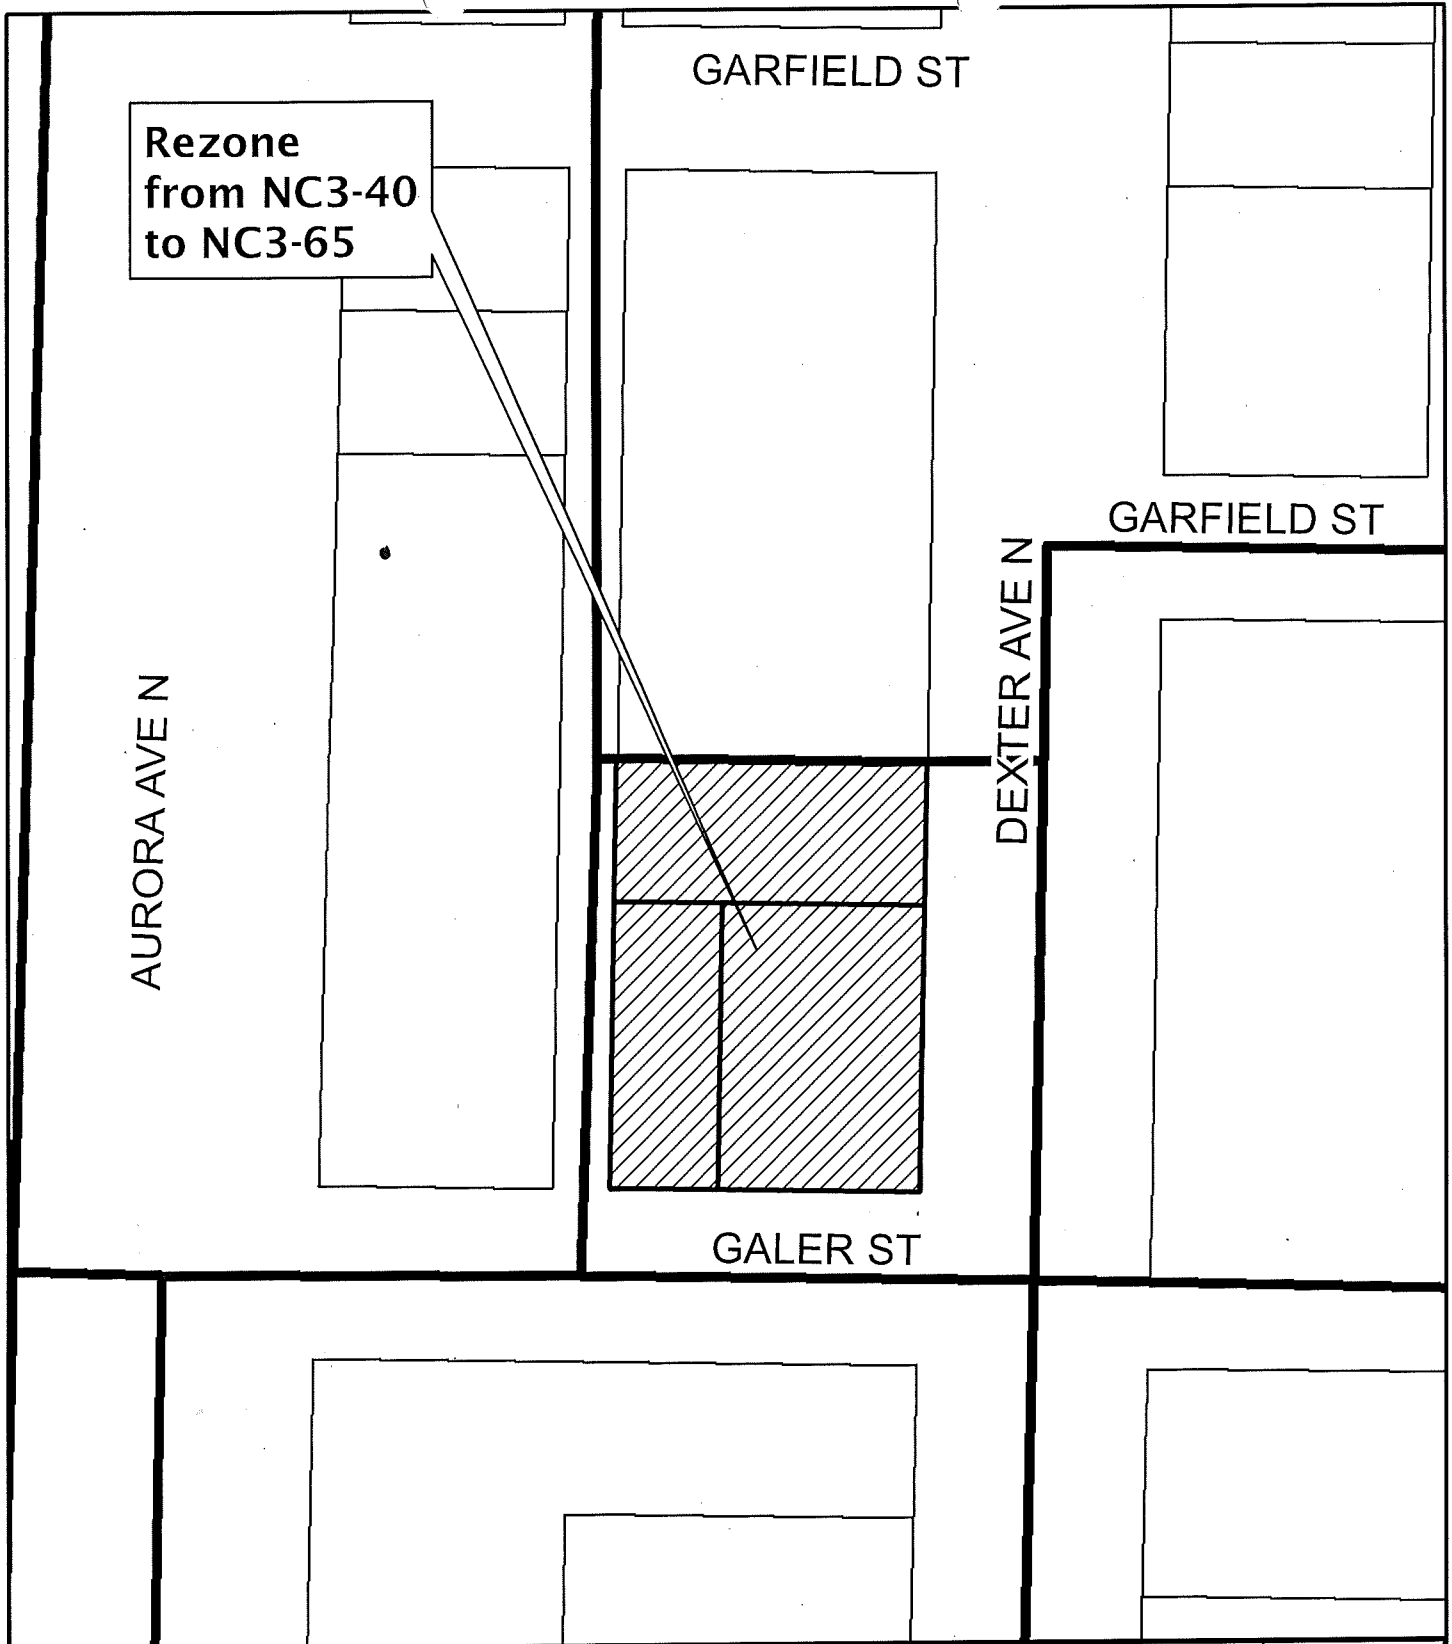 GARFIELD ST
Rezone
from NC3-40
to NC3-65
GARFIELD ST
DEXTER AVE N
AURORA AVE N
GALER ST